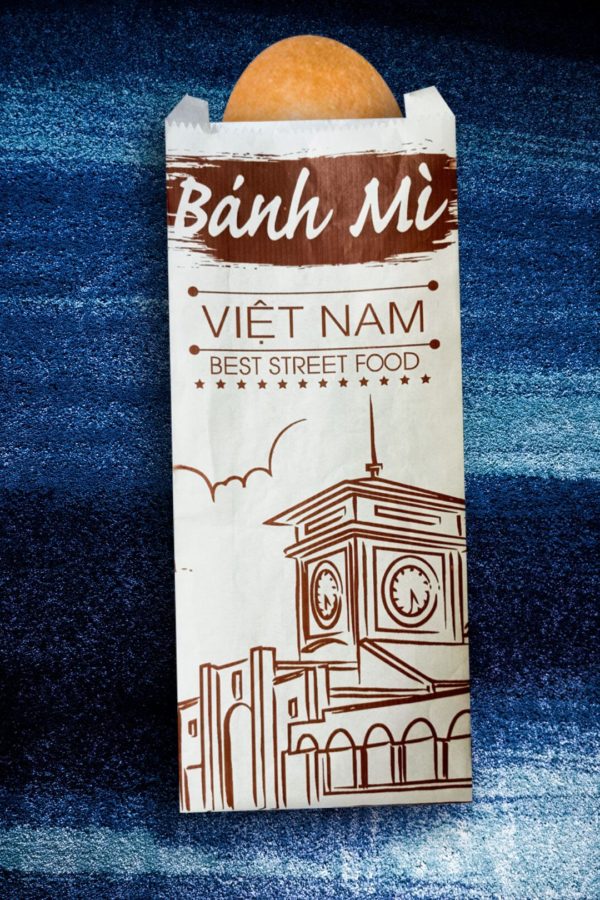 Bánh Mì
VIỆT NAM
BEST STREET FOOD